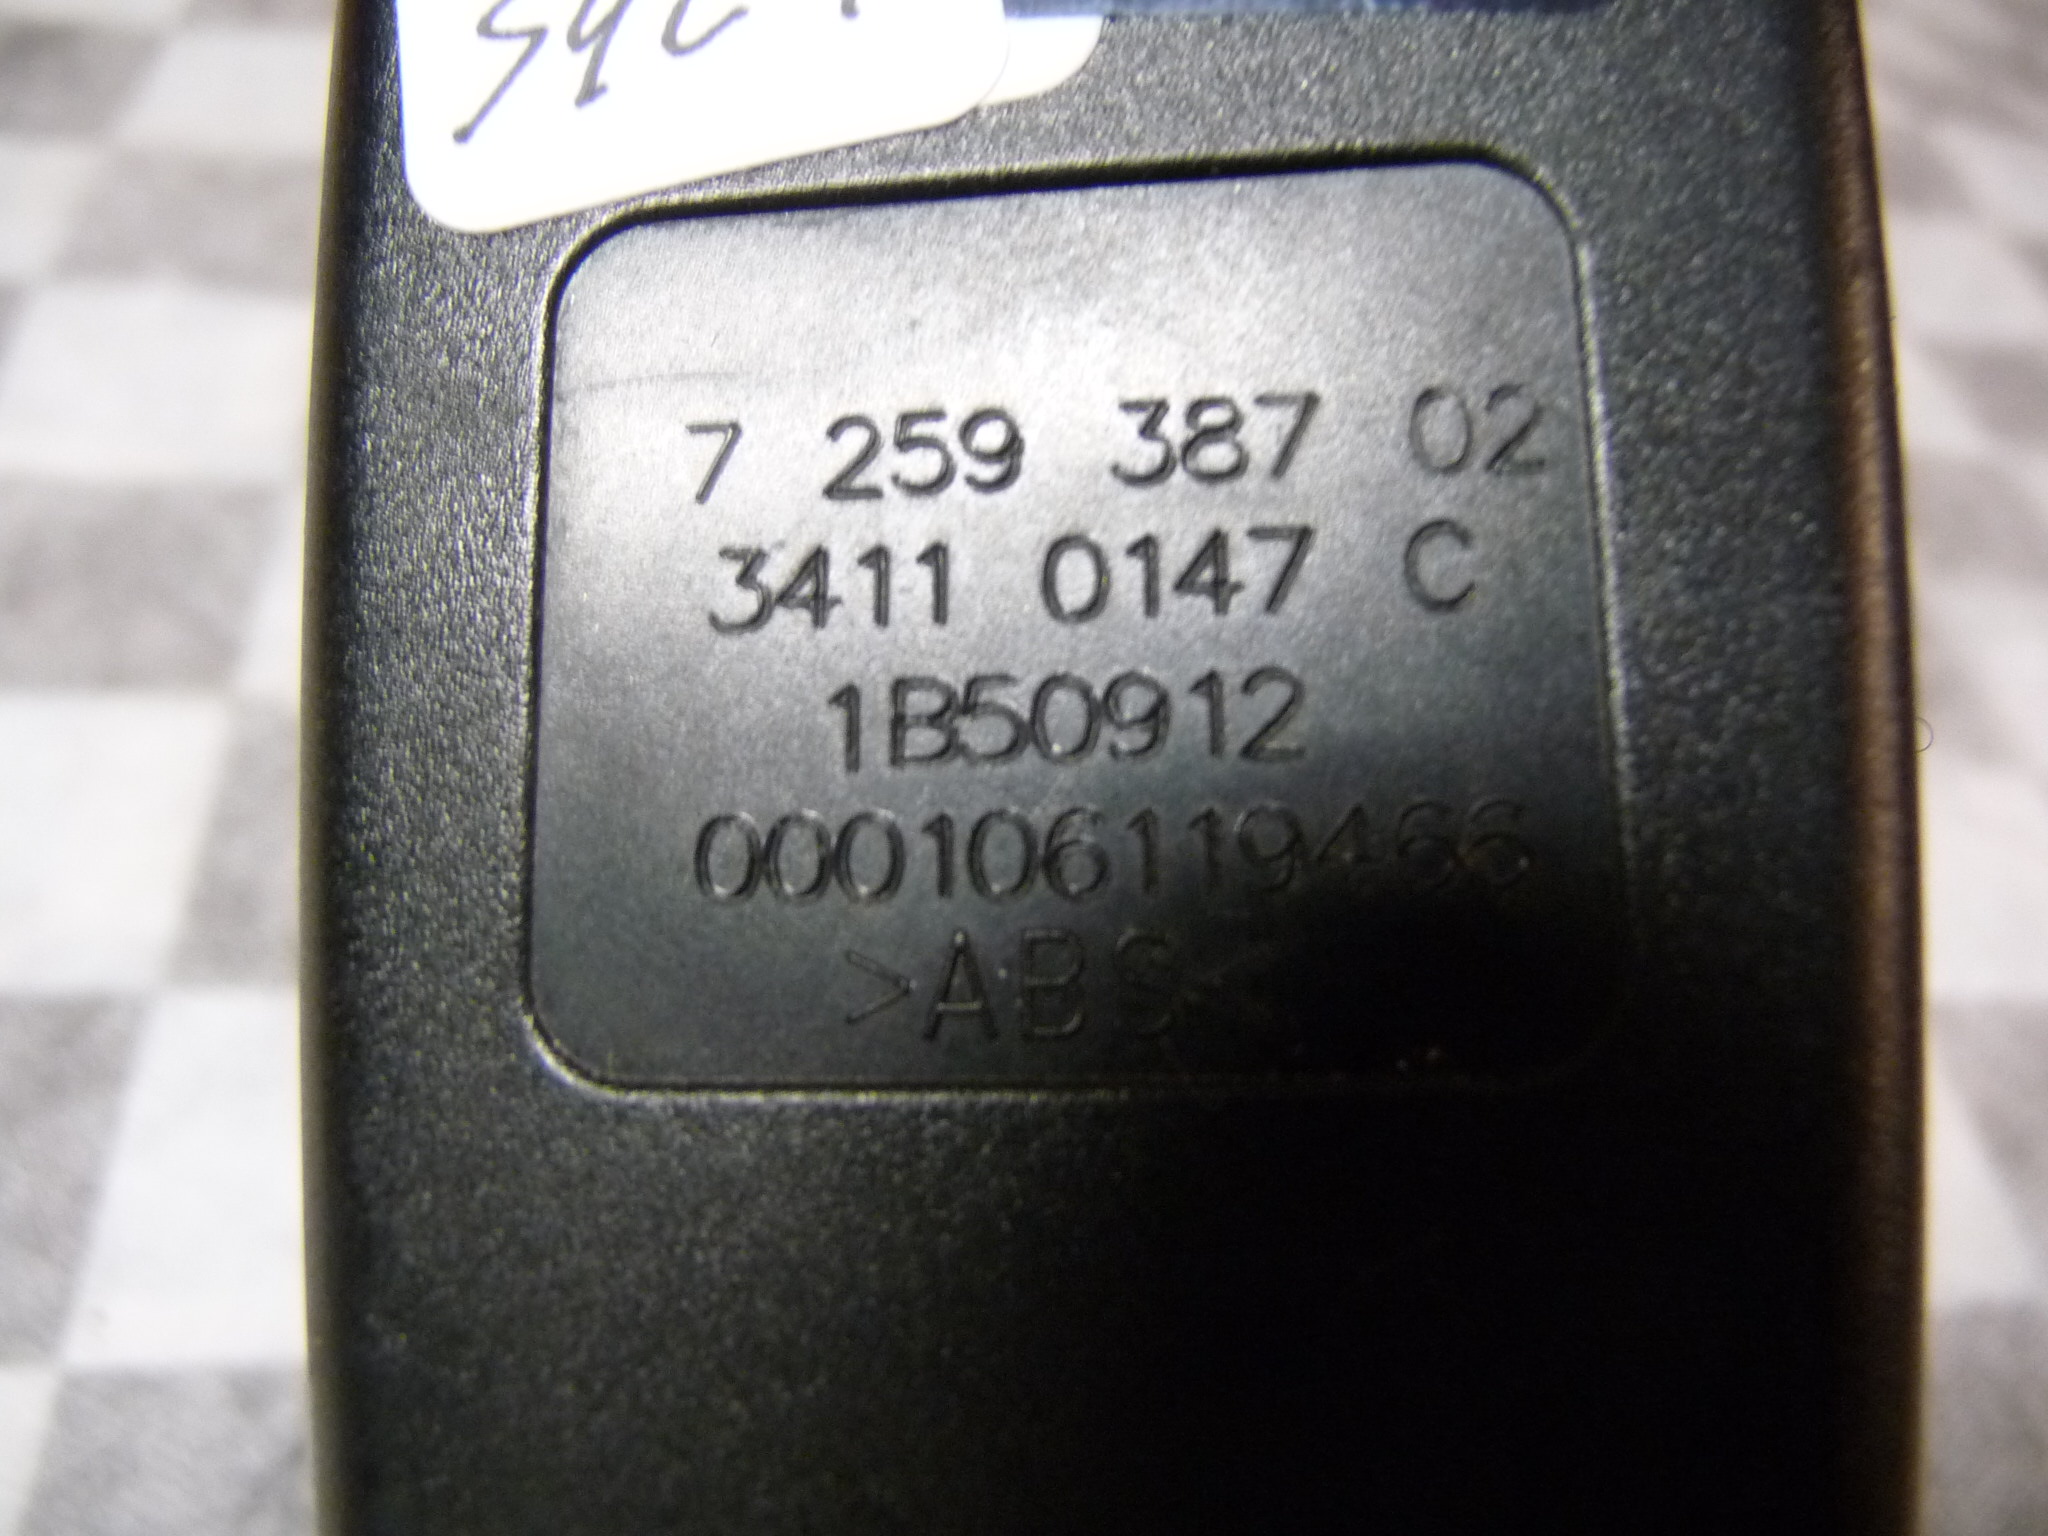 7 259 387 02
3411 0147 C
1B50912
000106119466
>ABS<